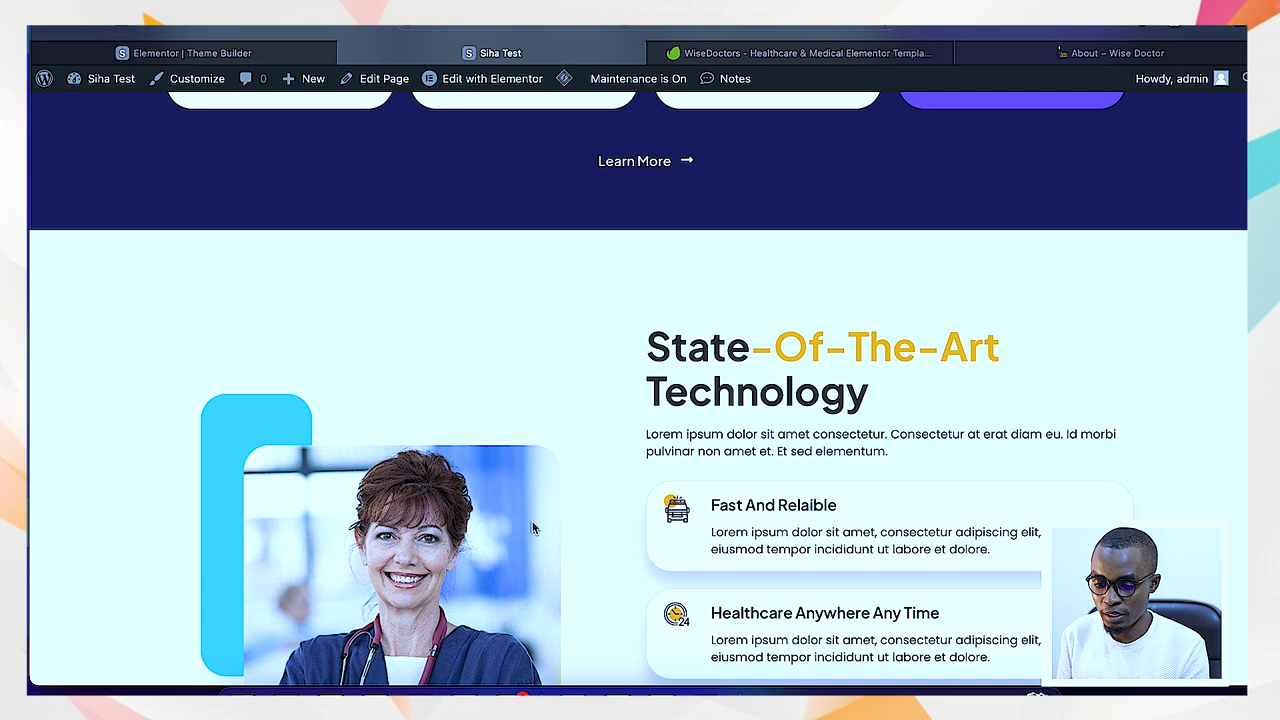 Elementor | Theme Builder
Siha Test
WiseDoctors - Healthcare & Medical Elementor Templa...
About – Wise Doctor
Siha Test
Customize
0
New
Edit Page
Edit with Elementor
Maintenance is On
Notes
Howdy, admin
Learn More →
State-Of-The-Art
Technology
Lorem ipsum dolor sit amet consectetur. Consectetur at erat diam eu. Id morbi
pulvinar non amet et. Et sed elementum.
Fast And Relaible
Lorem ipsum dolor sit amet, consectetur adipiscing elit,
eiusmod tempor incididunt ut labore et dolore.
24
Healthcare Anywhere Any Time
Lorem ipsum dolor sit amet, consectetur adipiscing elit,
eiusmod tempor incididunt ut labore et dolore.